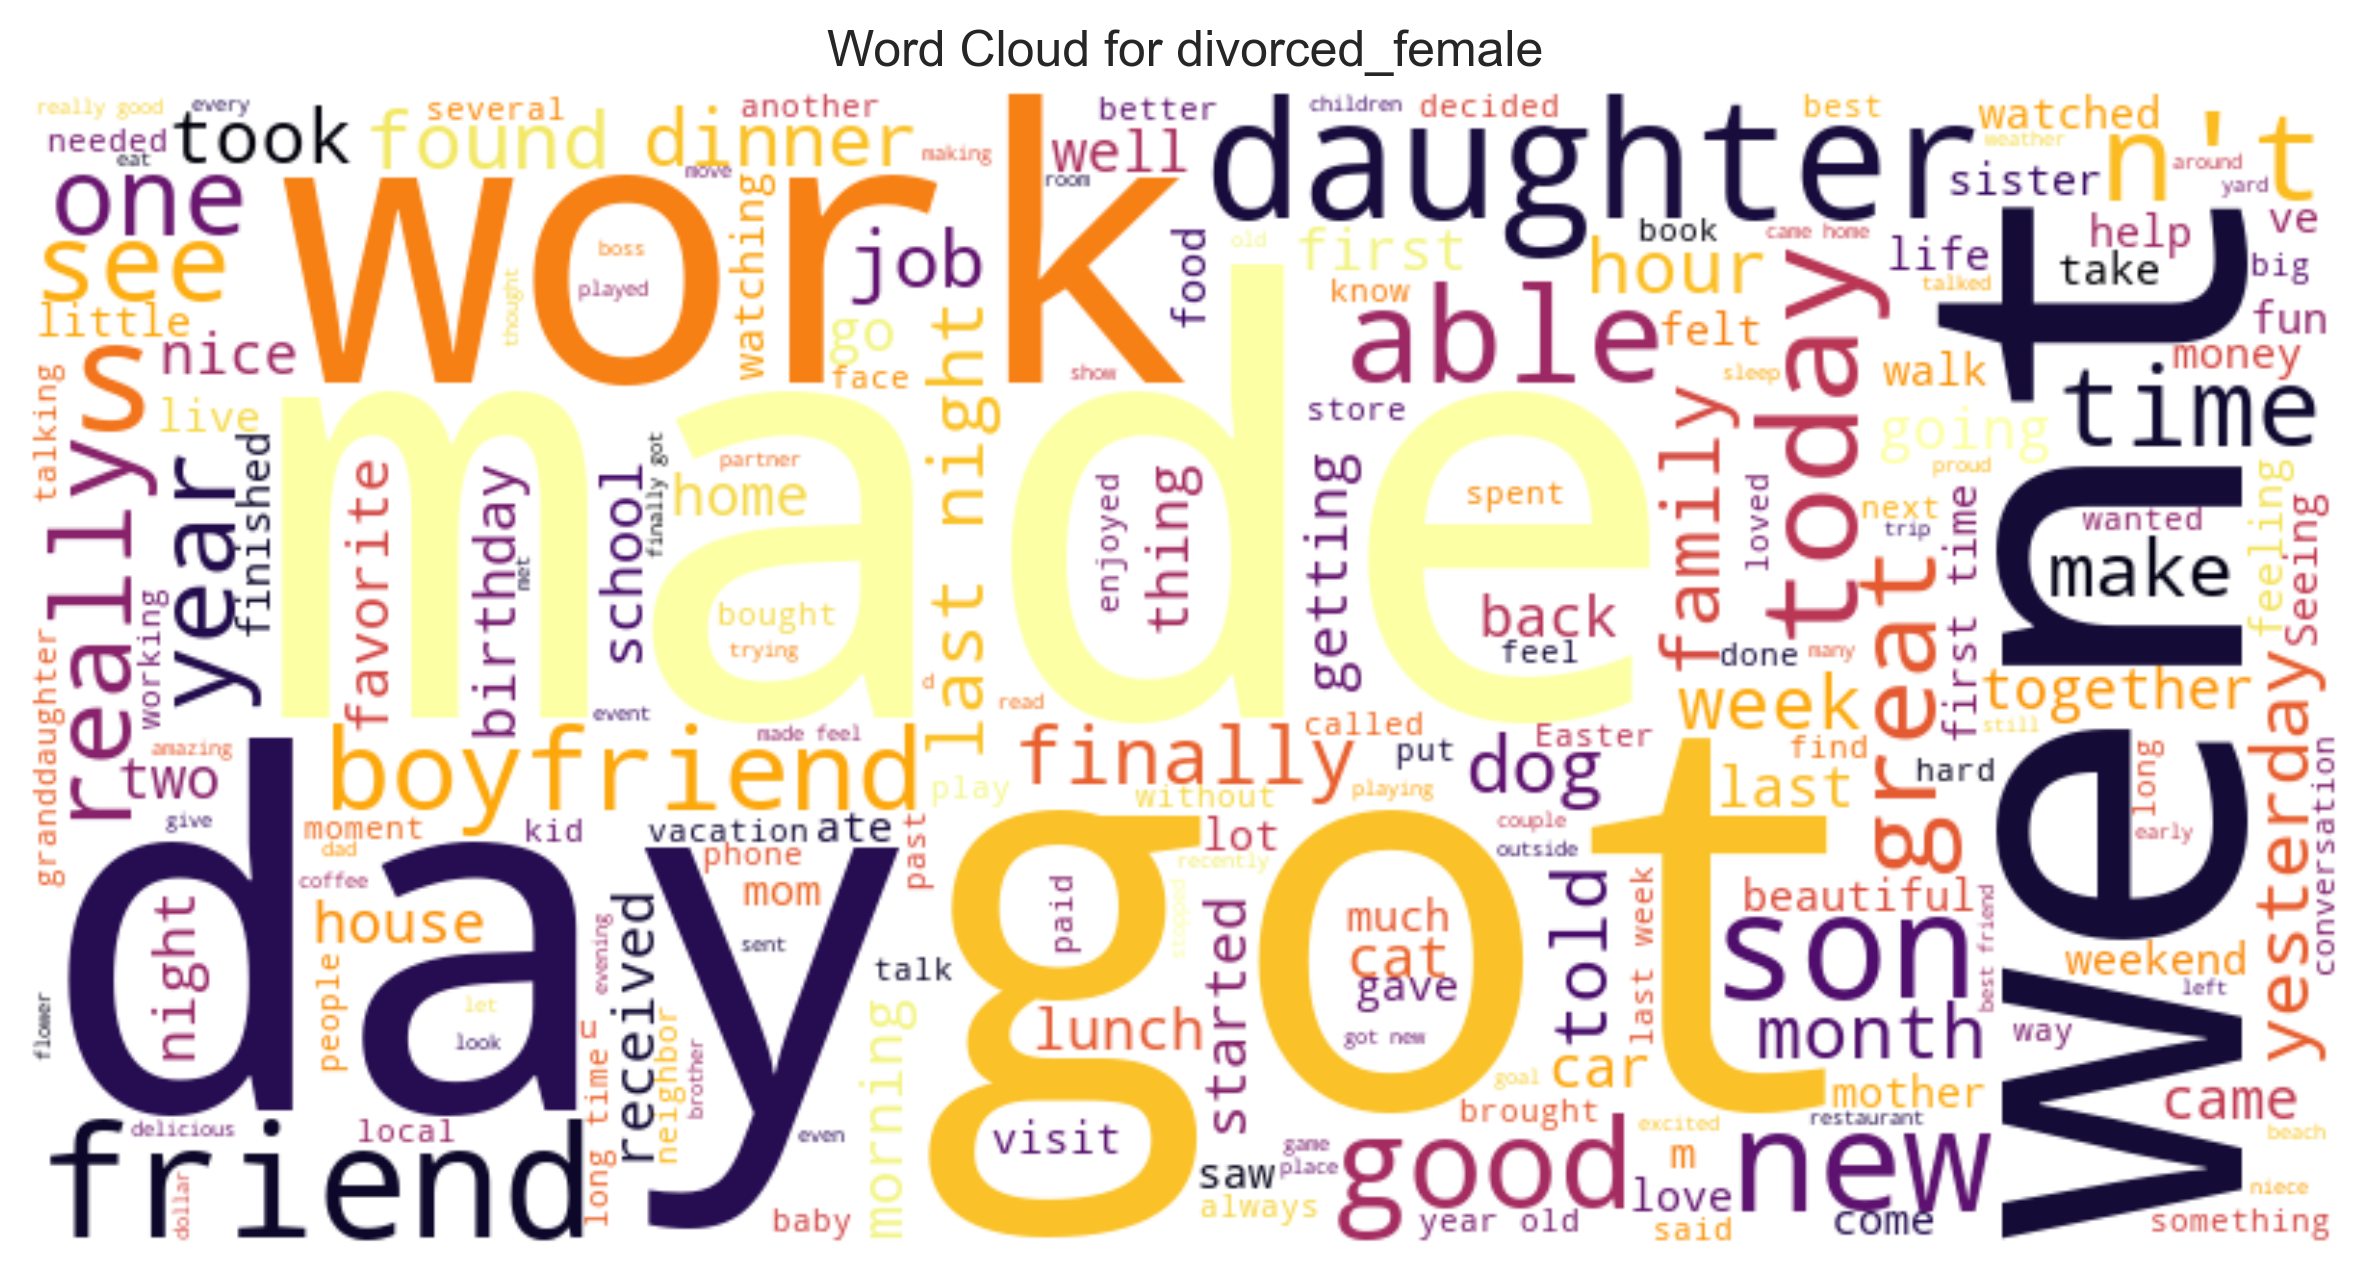 Word Cloud for divorced_female
really good
every
several
another
better
children
decided
best
watched
needed
took
found
dinner
making
well
daughter
weather
n't
eat
move
room
around
one
work
sister
yard
see
boss
watching
job
food
old
first
book
came home
hour
life
help
ve
played
thought
go
know
able
talked
take
big
little
nice
face
last night
show
felt
today
sleep
walk
went
fun
money
s
live
made
store
family
going
time
talking
really
year
finished
favorite
birthday
school
finally got
partner
home
enjoyed
thing
getting
spent
loved
proud
next
trip
first time
wanted
feeling
seeing
met
bought
back
great
make
working
trying
feel
done
many
granddaughter
d
read
week
together
event
made feel
called
still
yesterday
amazing
boyfriend
finally
put
Easter
find
two
day
play
without
playing
dog
last
hard
long
conversation
give
moment
kid
vacation
ate
past
got
lot
couple
early
dad
phone
recently
outside
coffee
mom
paid
told
last week
beautiful
best friend
night
house
evening
received
sent
stopped
started
much
cat
gave
son
weekend
people
let
talk
left
flower
look
u
long time
neighbor
brother
morning
lunch
got new
month
way
goal
car
mother
came
friend
delicious
local
even
visit
brought
restaurant
excited
beach
dollar
saw
game
place
good
m
new
always
love
niece
baby
year old
said
come
something